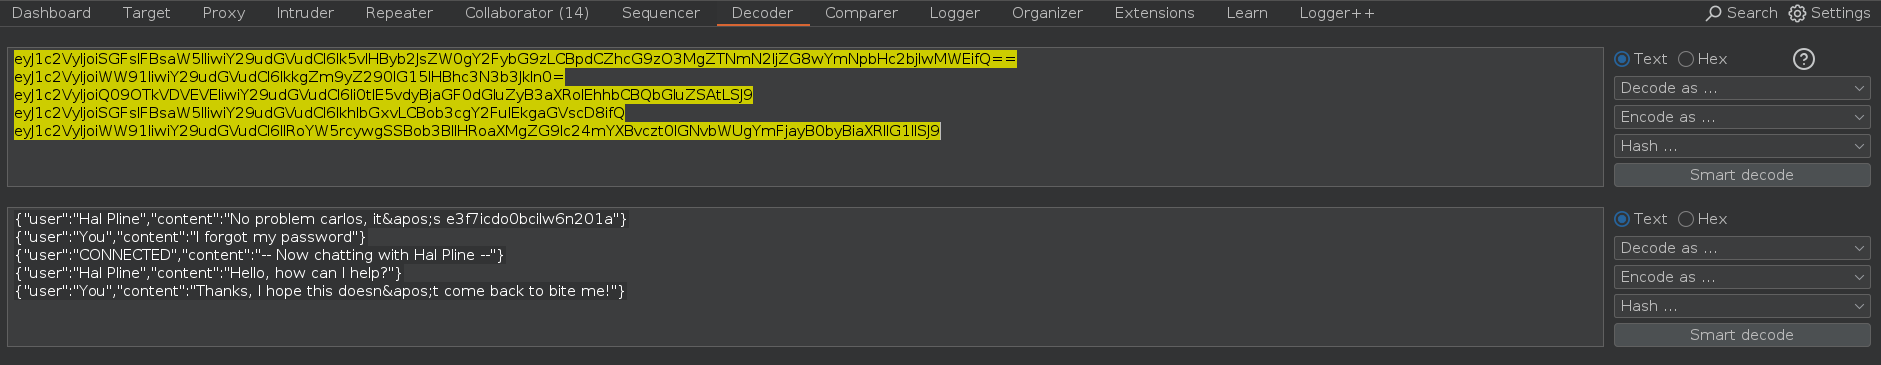 Dashboard Target Proxy Intruder Repeater Collaborator (14) Sequencer Decoder Comparer Logger Organizer Extensions Learn Logger++ Search Settings
eyJ1c2VyIjoiSGFsIFBsaW5lIiwiY29udGVudCI6Ik5vIHByb2JsZW0gY2FybG9zLCBpdCZhcG9zO3MgZTNmN2ljZG8wYmNpbHc2bjIwMWEifQ==
eyJ1c2VyIjoiWW91IiwiY29udGVudCI6IkkgZm9yZ290IG15IHBhc3N3b3JkIn0=
eyJ1c2VyIjoiQ09OTkVDVEVEIiwiY29udGVudCI6Ii0tIE5vdyBjaGF0dGluZyB3aXRoIEhhbCBQbGluZSAtLSJ9
eyJ1c2VyIjoiSGFsIFBsaW5lIiwiY29udGVudCI6IkhlbGxvLCBob3cgY2FuIEkgaGVscD8ifQ
eyJ1c2VyIjoiWW91IiwiY29udGVudCI6IlRoYW5rcywgSSBob3BlIHRoaXMgZG9lc24mYXBvczt0IGNvbWUgYmFjayB0byBiaXRlIG1lISJ9
Text Hex ?
Decode as ...
Encode as ...
Hash ...
Smart decode
{"user":"Hal Pline","content":"No problem carlos, it&apos;s e3f7icdo0bcilw6n201a"}
{"user":"You","content":"I forgot my password"}
{"user":"CONNECTED","content":"-- Now chatting with Hal Pline --"}
{"user":"Hal Pline","content":"Hello, how can I help?"}
{"user":"You","content":"Thanks, I hope this doesn&apos;t come back to bite me!"}
Text Hex
Decode as ...
Encode as ...
Hash ...
Smart decode